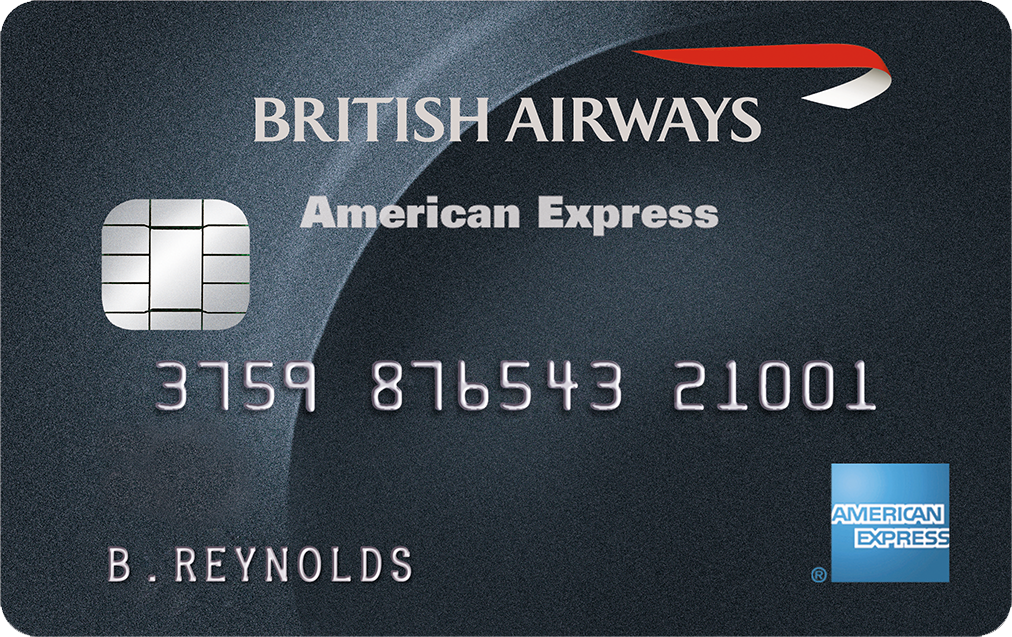 BRITISH AIRWAYS
American Express
3759 876543 21001
AMERICAN
EXPRESS
®
B. REYNOLDS